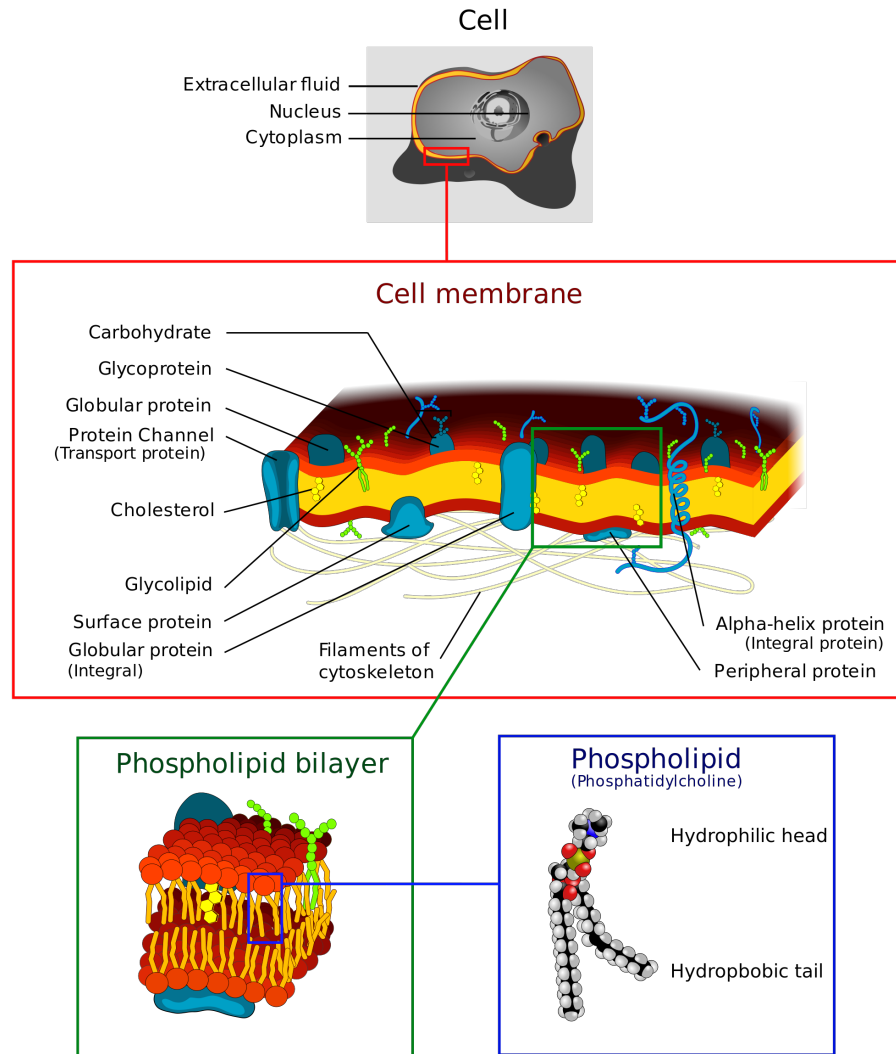 Cell
Extracellular fluid
Nucleus
Cytoplasm
Cell membrane
Carbohydrate
Glycoprotein
Globular protein
Protein Channel
(Transport protein)
Cholesterol
Glycolipid
Surface protein
Globular protein
(Integral)
Filaments of
cytoskeleton
Alpha-helix protein
(Integral protein)
Peripheral protein
Phospholipid bilayer
Phospholipid
(Phosphatidylcholine)
Hydrophilic head
Hydropbobic tail